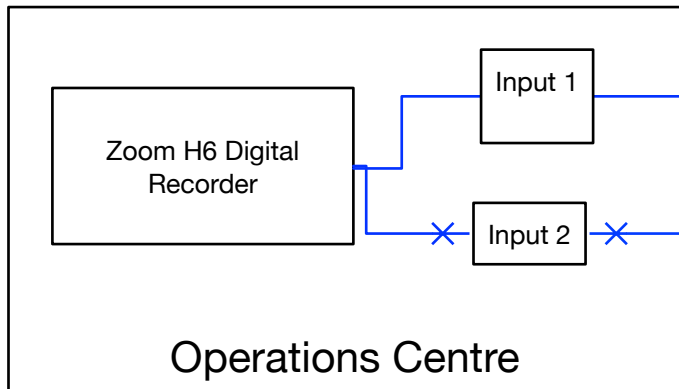 Input 1
Zoom H6 Digital
Recorder
Input 2
Operations Centre